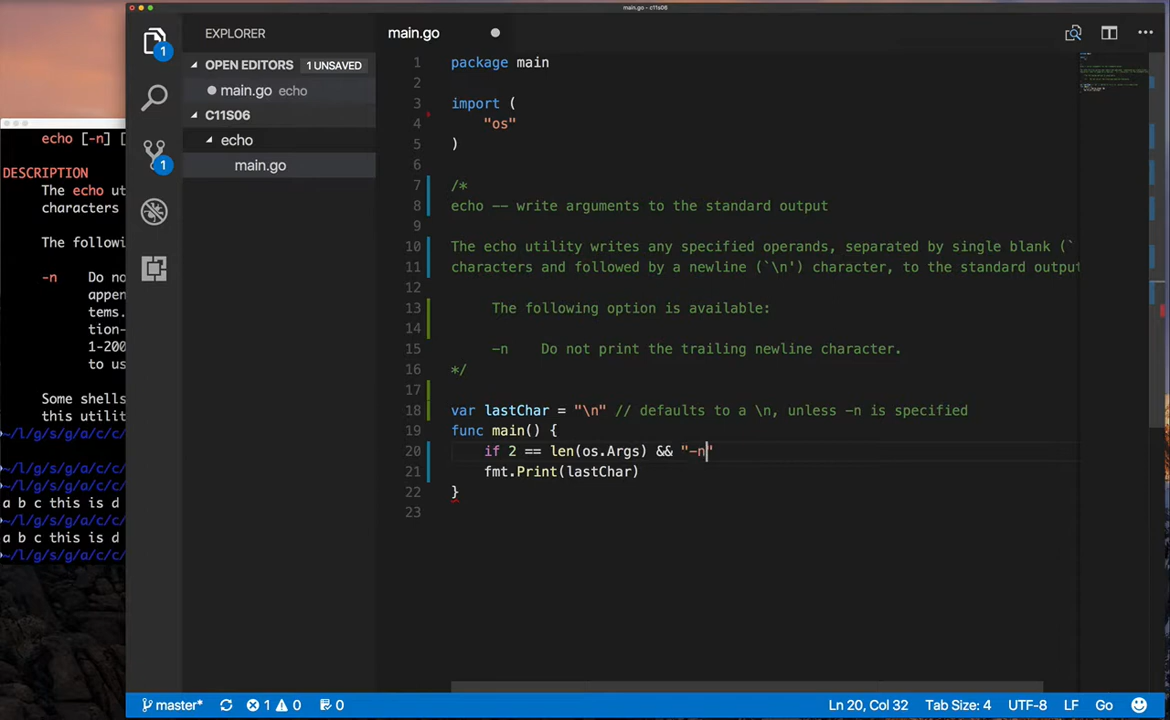 main.go - c11s06
EXPLORER
OPEN EDITORS 1 UNSAVED
main.go echo
C11S06
echo
main.go
1
1
main.go
1 package main
2
3 import (
4 "os"
5 )
6
7 /*
8 echo -- write arguments to the standard output
9
10 The echo utility writes any specified operands, separated by single blank (`
11 characters and followed by a newline (`\n') character, to the standard output
12
13 The following option is available:
14
15 -n Do not print the trailing newline character.
16 */
17
18 var lastChar = "\n" // defaults to a \n, unless -n is specified
19 func main() {
20 if 2 == len(os.Args) && "-n"
21 fmt.Print(lastChar)
22 }
23
echo [-n] [
DESCRIPTION
The echo ut
characters
The followi
-n Do no
appen
tems.
tion-
1-200
to us
Some shells
this utilit
~/l/g/s/g/a/c/c/
~/l/g/s/g/a/c/c/
~/l/g/s/g/a/c/c/
a b c this is d
~/l/g/s/g/a/c/c/
a b c this is d
~/l/g/s/g/a/c/c/
master* 1 0 0 Ln 20, Col 32 Tab Size: 4 UTF-8 LF Go